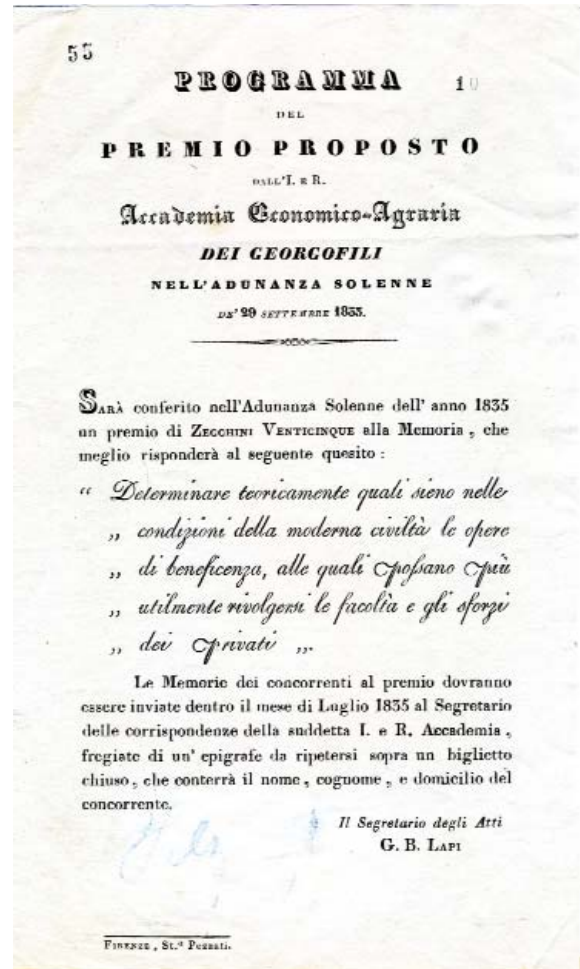 55
PROGRAMMA 10
DEL
PREMIO PROPOSTO
DALL'I. E R.
Accademia Economico-Agraria
DEI GEORGOFILI
NELL'ADUNANZA SOLENNE
DE' 29 SETTEMBRE 1833.
SARÀ conferito nell'Adunanza Solenne dell' anno 1835
un premio di ZECCHINI VENTICINQUE alla Memoria, che
meglio risponderà al seguente quesito:
“ Determinare teoricamente quali sieno nelle
„ condizioni della moderna civiltà le opere
„ di beneficenza, alle quali possano più
„ utilmente rivolgersi le facoltà e gli sforzi
„ dei privati „.
Le Memorie dei concorrenti al premio dovranno
essere inviate dentro il mese di Luglio 1835 al Segretario
delle corrispondenze della suddetta I. e R. Accademia,
fregiate di un' epigrafe da ripetersi sopra un biglietto
chiuso, che conterrà il nome, cognome, e domicilio del
concorrente.
Il Segretario degli Atti
G. B. LAPI
FIRENZE, St.ª Pezzati.